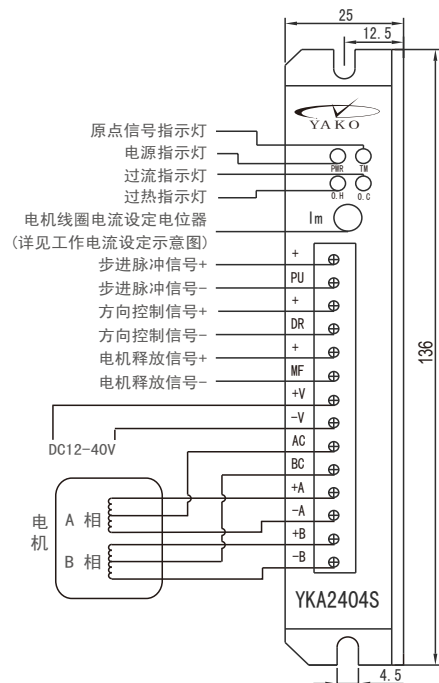 25
12.5
YAKO
原点信号指示灯
电源指示灯
PWR TM
过流指示灯
过热指示灯
O.H O.C
电机线圈电流设定电位器
Im
(详见工作电流设定示意图)
步进脉冲信号+
+
步进脉冲信号-
PU
方向控制信号+
+
方向控制信号-
DR
电机释放信号+
+
电机释放信号-
MF
+V
-V
DC12-40V
AC
BC
+A
-A
+B
-B
电机
A 相
B 相
136
YKA2404S
4.5